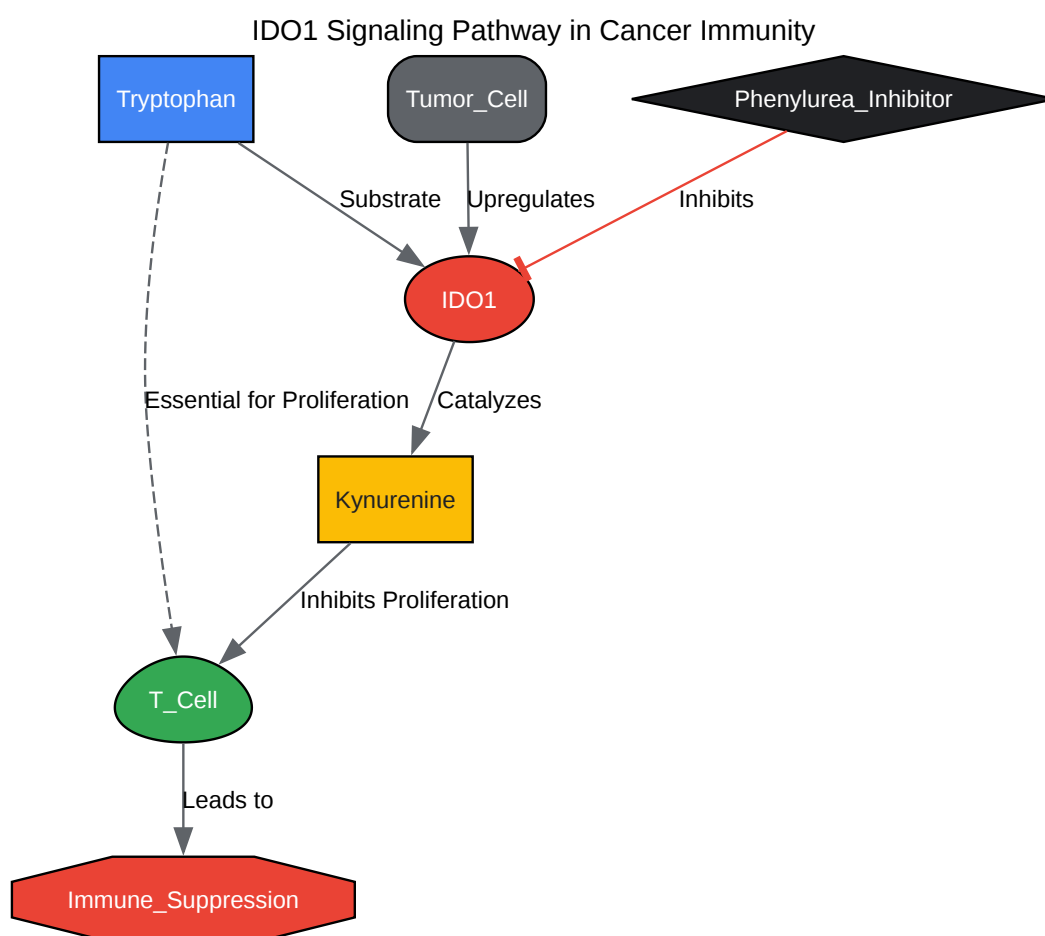 IDO1 Signaling Pathway in Cancer Immunity
Tryptophan
Tumor_Cell
Phenylurea_Inhibitor
Substrate
Upregulates
Inhibits
IDO1
Essential for Proliferation
Catalyzes
Kynurenine
Inhibits Proliferation
T_Cell
Leads to
Immune_Suppression